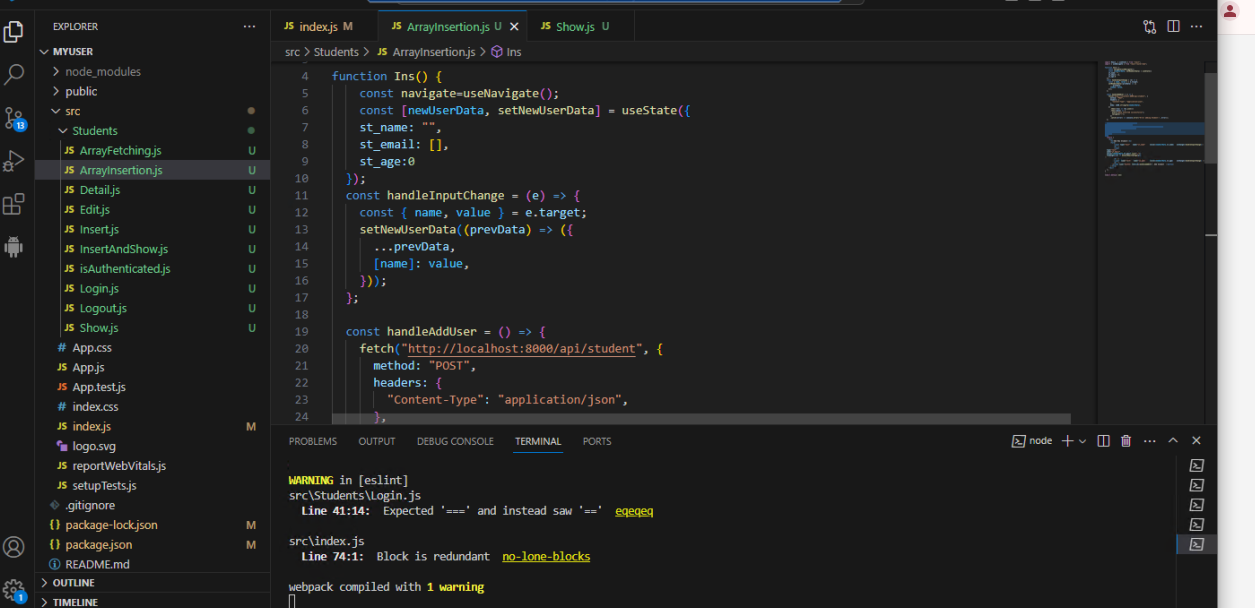 EXPLORER ...
MYUSER
node_modules
public
src
Students
JS ArrayFetching.js U
JS ArrayInsertion.js U
JS Detail.js U
JS Edit.js U
JS Insert.js U
JS InsertAndShow.js U
JS isAuthenticated.js U
JS Login.js U
JS Logout.js U
JS Show.js U
# App.css
JS App.js
JS App.test.js
# index.css
JS index.js M
logo.svg
JS reportWebVitals.js
JS setupTests.js
.gitignore
{} package-lock.json M
{} package.json M
README.md
OUTLINE
TIMELINE
13
1
JS index.js M JS ArrayInsertion.js U JS Show.js U
src > Students > JS ArrayInsertion.js > Ins
4 function Ins() {
5 const navigate=useNavigate();
6 const [newUserData, setNewUserData] = useState({
7 st_name: "",
8 st_email: [],
9 st_age:0
10 });
11 const handleInputChange = (e) => {
12 const { name, value } = e.target;
13 setNewUserData((prevData) => ({
14 ...prevData,
15 [name]: value,
16 }));
17 };
18
19 const handleAddUser = () => {
20 fetch("http://localhost:8000/api/student", {
21 method: "POST",
22 headers: {
23 "Content-Type": "application/json",
24 },
PROBLEMS OUTPUT DEBUG CONSOLE TERMINAL PORTS node
WARNING in [eslint]
src\Students\Login.js
Line 41:14: Expected '===' and instead saw '==' eqeqeq
src\index.js
Line 74:1: Block is redundant no-lone-blocks
webpack compiled with 1 warning